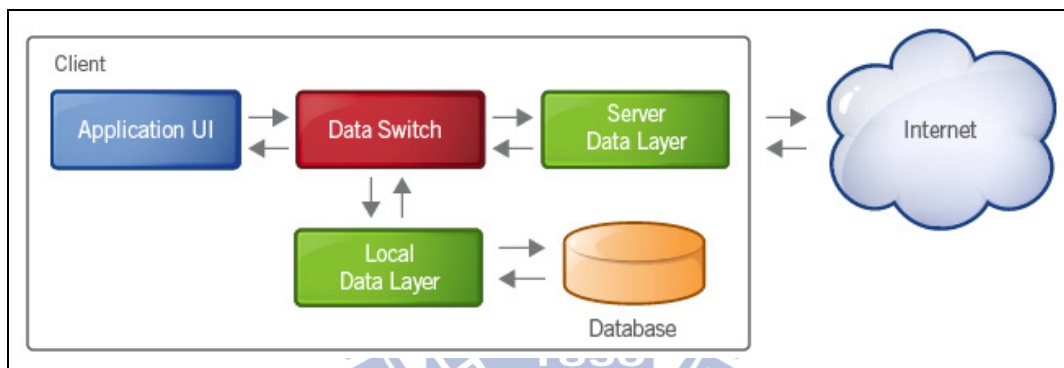 Client
Application UI
Data Switch
Server
Data Layer
Internet
Local
Data Layer
Database